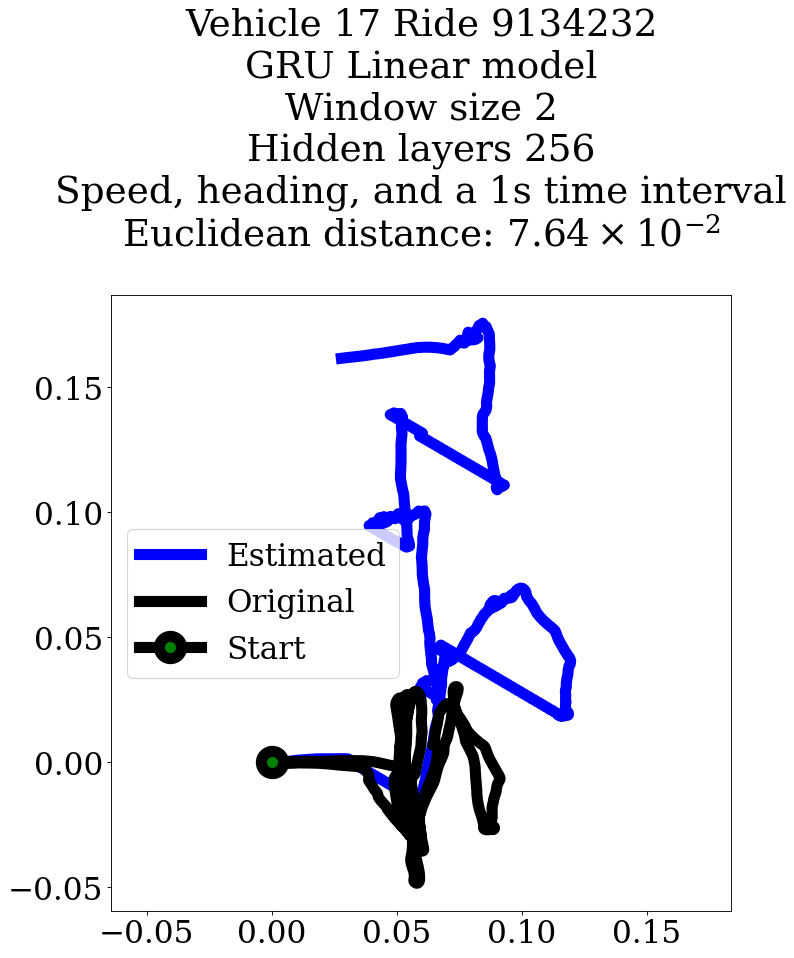 Vehicle 17 Ride 9134232
GRU Linear model
Window size 2
Hidden layers 256
Speed, heading, and a 1s time interval
Euclidean distance: 7.64 × 10⁻²
0.15
0.10
0.05
0.00
−0.05
Estimated
Original
Start
−0.05 0.00 0.05 0.10 0.15